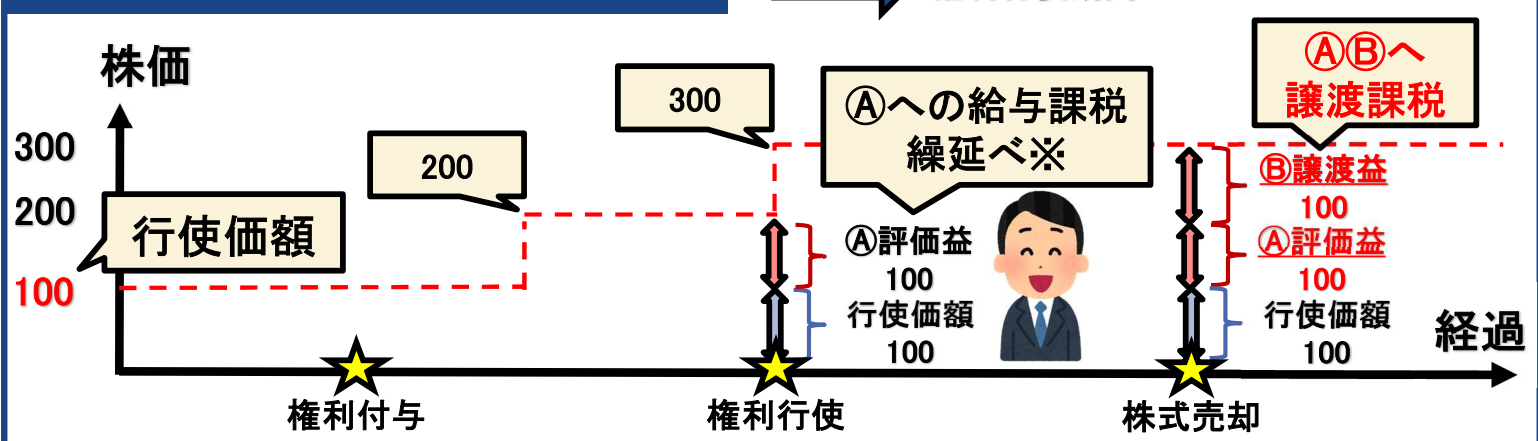 株価
300
200
100
行使価額
200
300
Ⓐへの給与課税
繰延べ※
ⒶⒷへ
譲渡課税
Ⓐ評価益
100
行使価額
100
Ⓑ譲渡益
100
Ⓐ評価益
100
行使価額
100
経過
権利付与
権利行使
株式売却